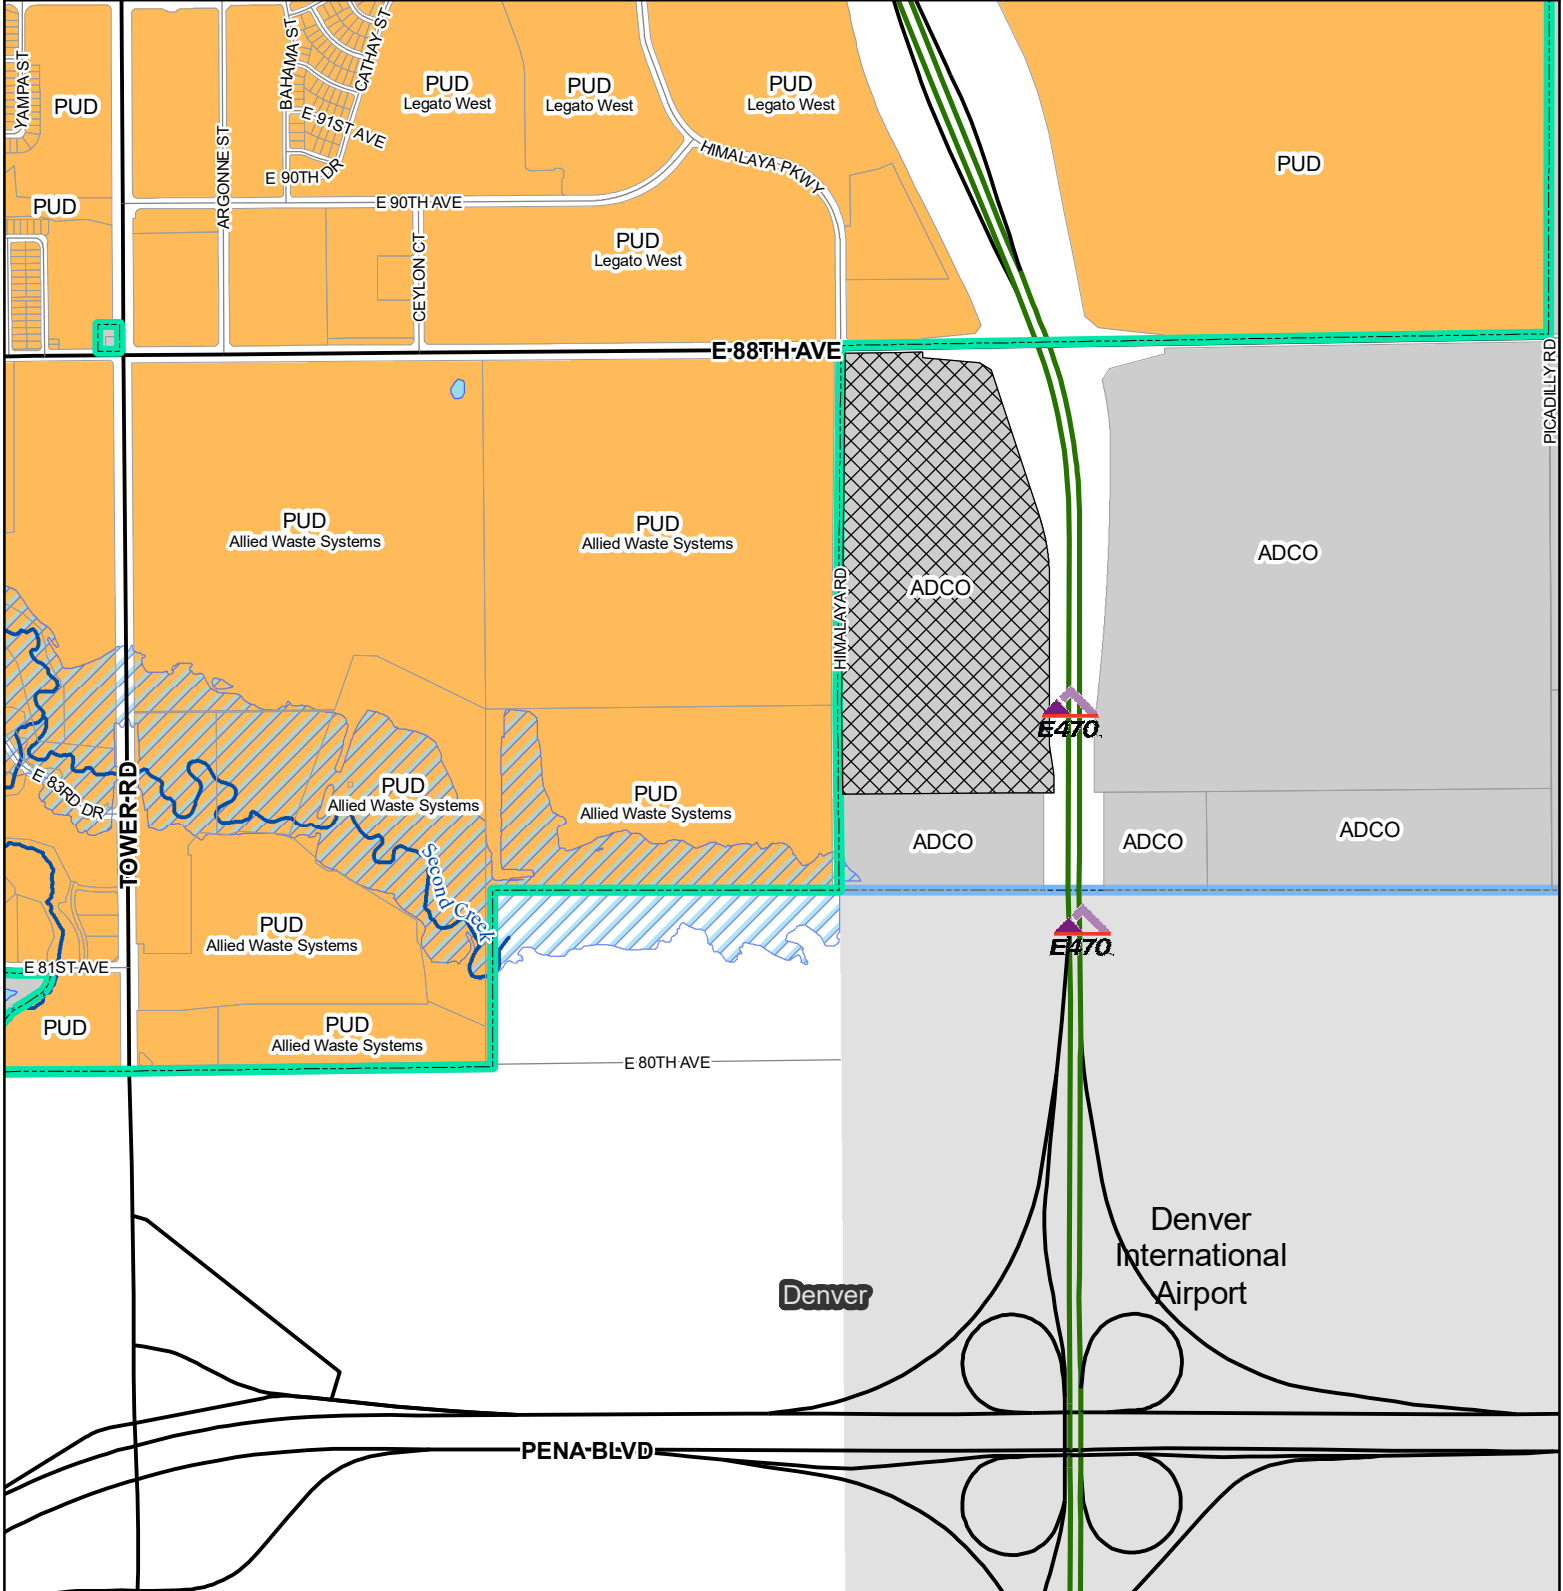 YAMPA ST
BAHAMA ST
CATHAY ST
PUD
Legato West
PUD
Legato West
PUD
Legato West
PUD
E 91ST AVE
ARGONNE ST
E 90TH DR
HIMALAYA PKWY
PUD
PUD
E 90TH AVE
CEYLON CT
PUD
Legato West
E 88TH AVE
PICADILLY RD
PUD
Allied Waste Systems
PUD
Allied Waste Systems
ADCO
ADCO
HIMALAYA RD
E470
TOWER RD
E 83RD DR
PUD
Allied Waste Systems
PUD
Allied Waste Systems
ADCO
ADCO
ADCO
Second Creek
PUD
Allied Waste Systems
E470
E 81ST AVE
PUD
PUD
Allied Waste Systems
E 80TH AVE
Denver
International
Airport
Denver
PENA BLVD